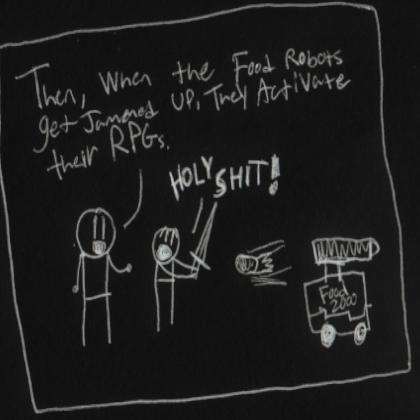 Then, When the Food Robots
get Jammed up, They Activate
their RPGs.
HOLY SHIT!
Food
2000